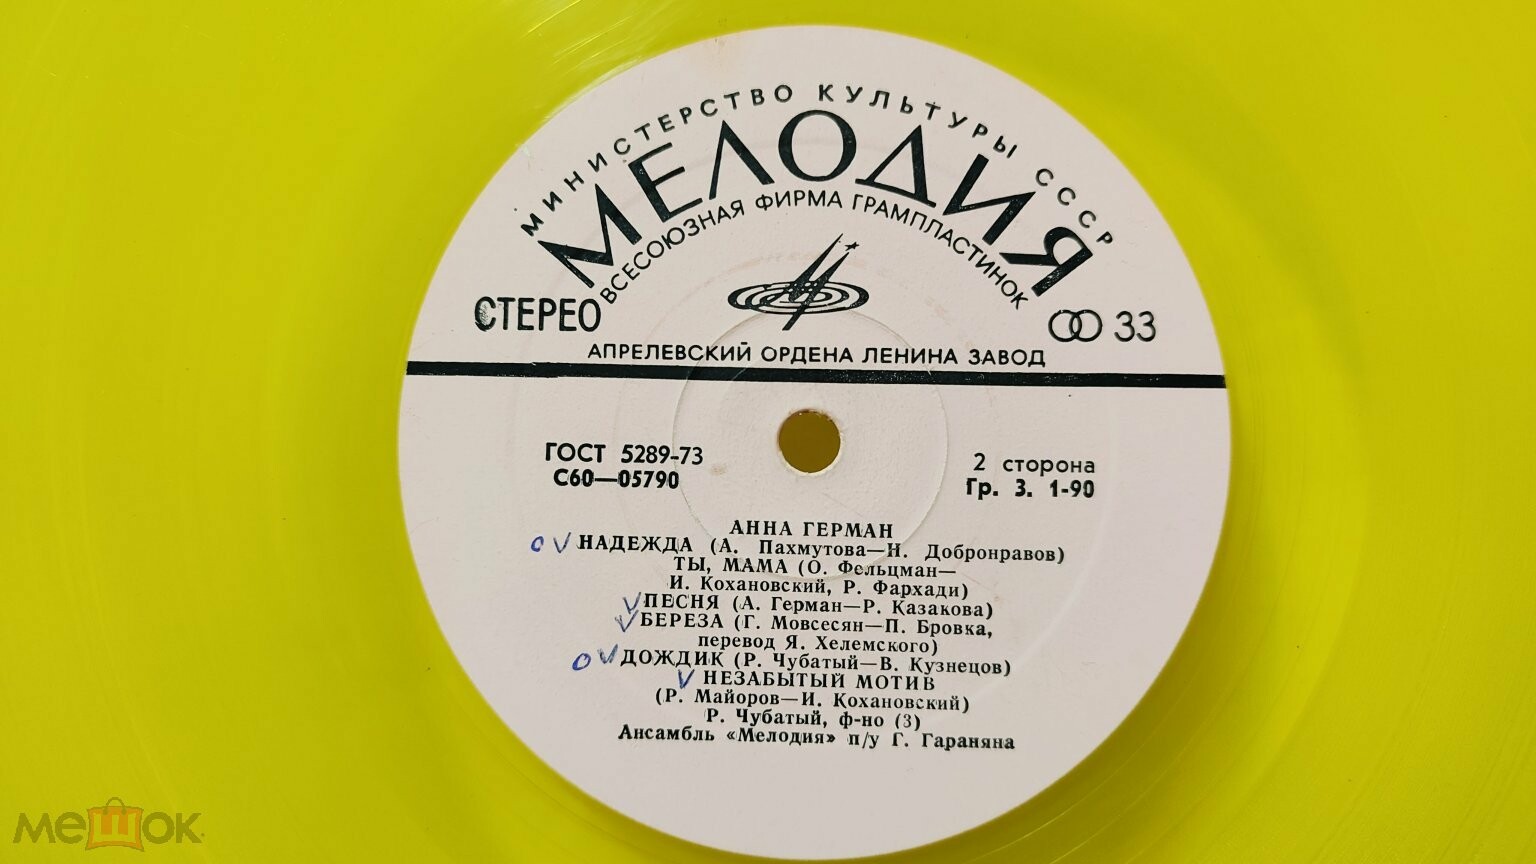 МИНИСТЕРСТВО КУЛЬТУРЫ СССР
МЕЛОДИЯ
ВСЕСОЮЗНАЯ ФИРМА ГРАМПЛАСТИНОК
СТЕРЕО
33
АПРЕЛЕВСКИЙ ОРДЕНА ЛЕНИНА ЗАВОД
ГОСТ 5289-73
С60—05790
2 сторона
Гр. 3. 1-90
АННА ГЕРМАН
НАДЕЖДА (А. Пахмутова—Н. Добронравов)
ТЫ, МАМА (О. Фельцман—
И. Кохановский, Р. Фархади)
ПЕСНЯ (А. Герман—Р. Казакова)
БЕРЕЗА (Г. Мовсесян—П. Бровка,
перевод Я. Хелемского)
ДОЖДИК (Р. Чубатый—В. Кузнецов)
НЕЗАБЫТЫЙ МОТИВ
(Р. Майоров—И. Кохановский)
Р. Чубатый, ф-но (3)
Ансамбль «Мелодия» п/у Г. Гараняна
мешок